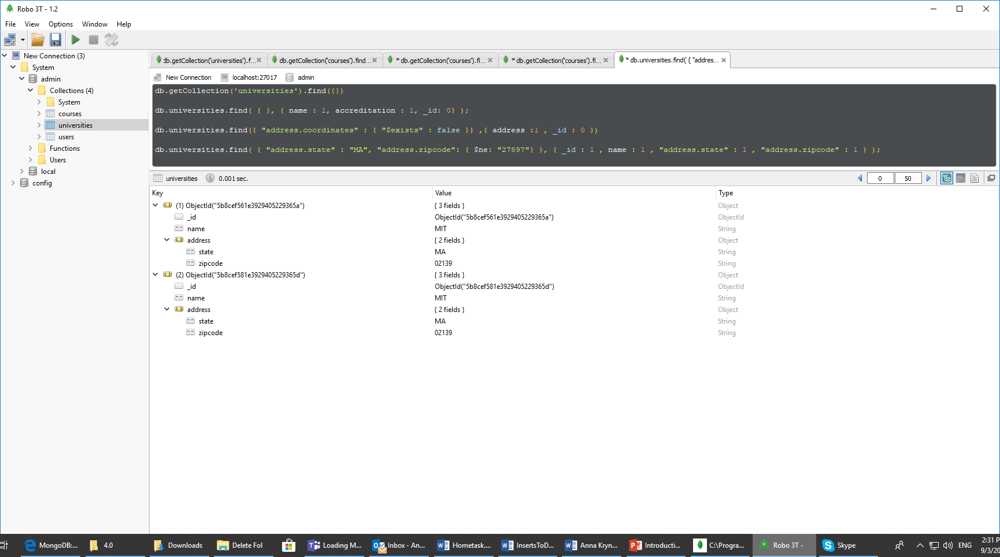 Robo 3T - 1.2
File View Options Window Help
New Connection (3)
System
admin
Collections (4)
System
courses
universities
users
Functions
Users
local
config
db.getCollection('universities').f... db.getCollection('courses').find... * db.getCollection('courses').fi... * db.getCollection('courses').fi... * db.universities.find( { "addres...
New Connection localhost:27017 admin
db.getCollection('universities').find({})
db.universities.find( { }, { name : 1, accreditation : 1, _id: 0} );
db.universities.find({ "address.coordinates" : { "$exists" : false }} ,{ address :1 , _id : 0 })
db.universities.find( { "address.state" : "MA", "address.zipcode": { $ne: "27897"} }, { _id : 1 , name : 1 , "address.state" : 1 , "address.zipcode" : 1 } );
universities 0.001 sec. 0 50
Key Value Type
(1) ObjectId("5b8cef561e3929405229365a") { 3 fields } Object
_id ObjectId("5b8cef561e3929405229365a") ObjectId
name MIT String
address { 2 fields } Object
state MA String
zipcode 02139 String
(2) ObjectId("5b8cef581e3929405229365d") { 3 fields } Object
_id ObjectId("5b8cef581e3929405229365d") ObjectId
name MIT String
address { 2 fields } Object
state MA String
zipcode 02139 String
MongoDB:... 4.0 Downloads Delete Fol Loading M... Inbox - An... Hometask.... InsertsToD... Anna Kryn... Introducti... C:\Progra... Robo 3T - Skype ENG 2:31 P
9/3/20